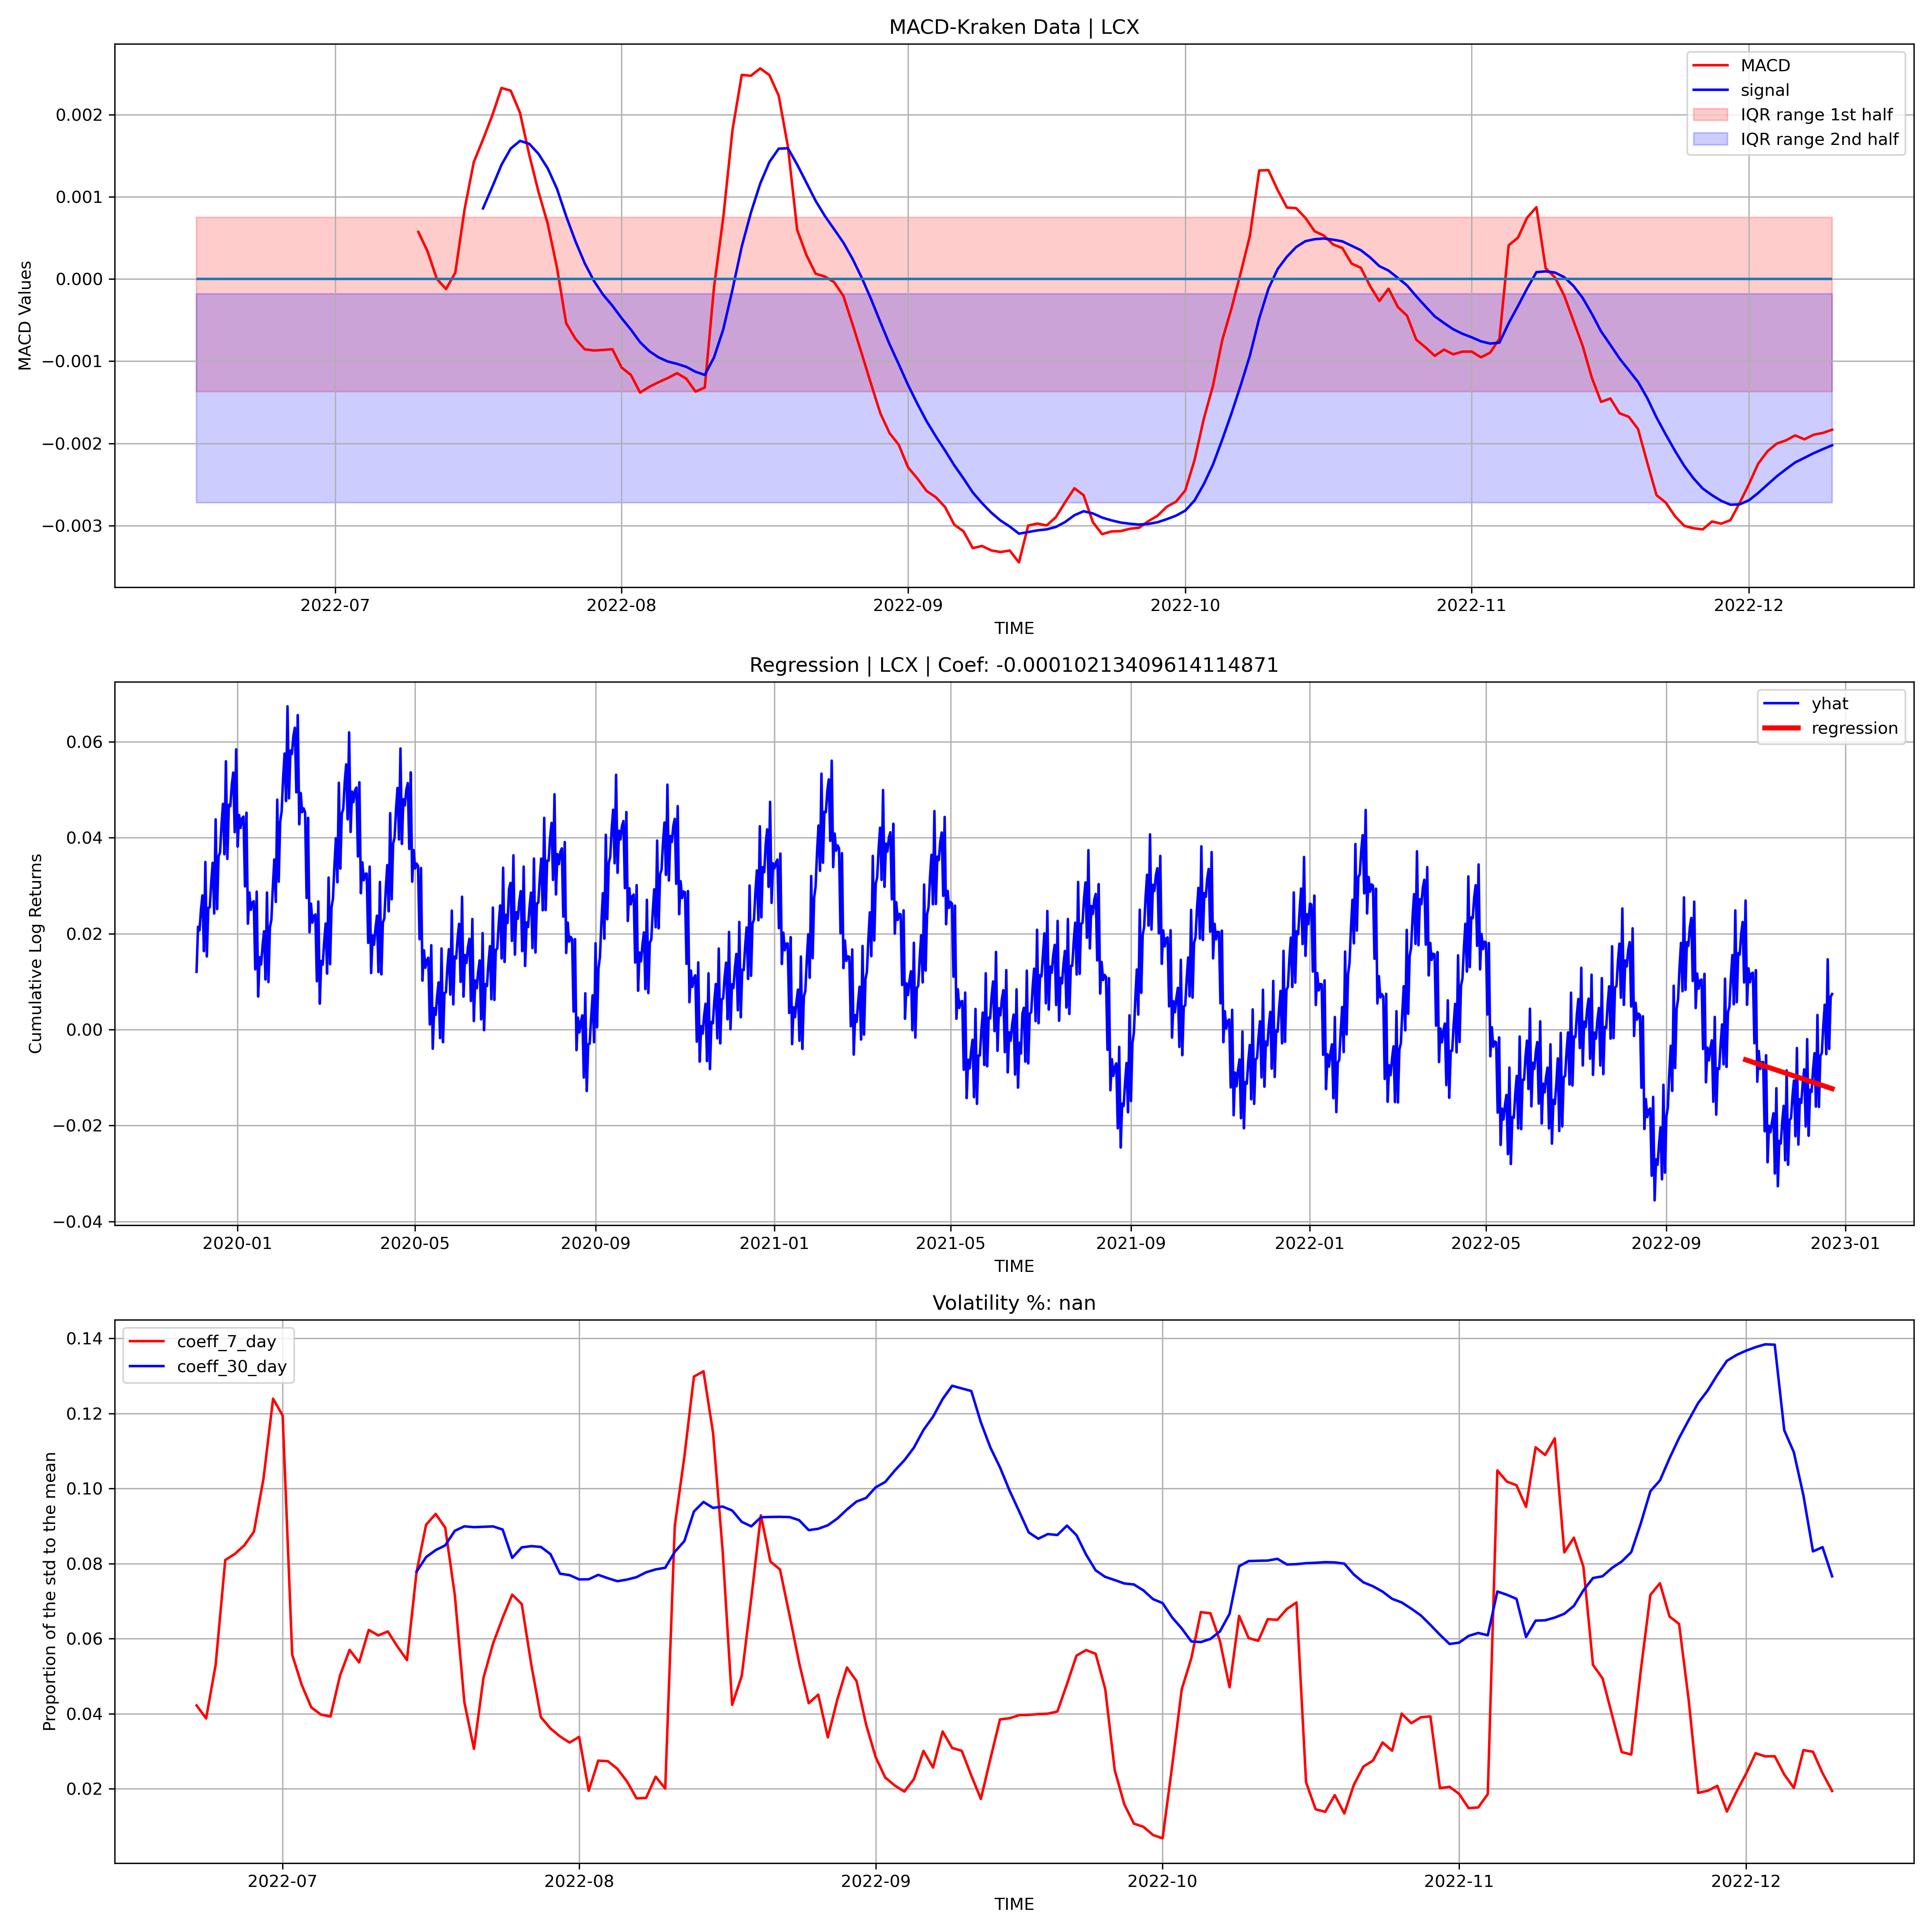 MACD-Kraken Data | LCX
MACD
signal
IQR range 1st half
IQR range 2nd half
MACD Values
0.002
0.001
0.000
−0.001
−0.002
−0.003
2022-07
2022-08
2022-09
2022-10
2022-11
2022-12
TIME
Regression | LCX | Coef: -0.00010213409614114871
yhat
regression
Cumulative Log Returns
0.06
0.04
0.02
0.00
−0.02
−0.04
2020-01
2020-05
2020-09
2021-01
2021-05
2021-09
2022-01
2022-05
2022-09
2023-01
TIME
Volatility %: nan
coeff_7_day
coeff_30_day
Proportion of the std to the mean
0.14
0.12
0.10
0.08
0.06
0.04
0.02
2022-07
2022-08
2022-09
2022-10
2022-11
2022-12
TIME